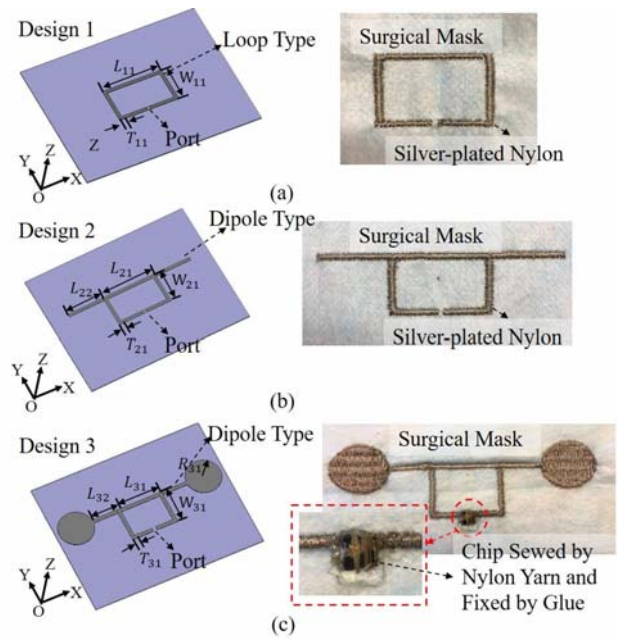 Design 1
Loop Type
L₁₁
W₁₁
T₁₁
Port
Z
Y
Z
X
O
Surgical Mask
Silver-plated Nylon
(a)
Design 2
Dipole Type
L₂₁
L₂₂
W₂₁
T₂₁
Port
Y
Z
X
O
Surgical Mask
Silver-plated Nylon
(b)
Design 3
Dipole Type
R₃₁
L₃₁
L₃₂
W₃₁
T₃₁
Port
Y
Z
X
O
Surgical Mask
Chip Sewed by
Nylon Yarn and
Fixed by Glue
(c)